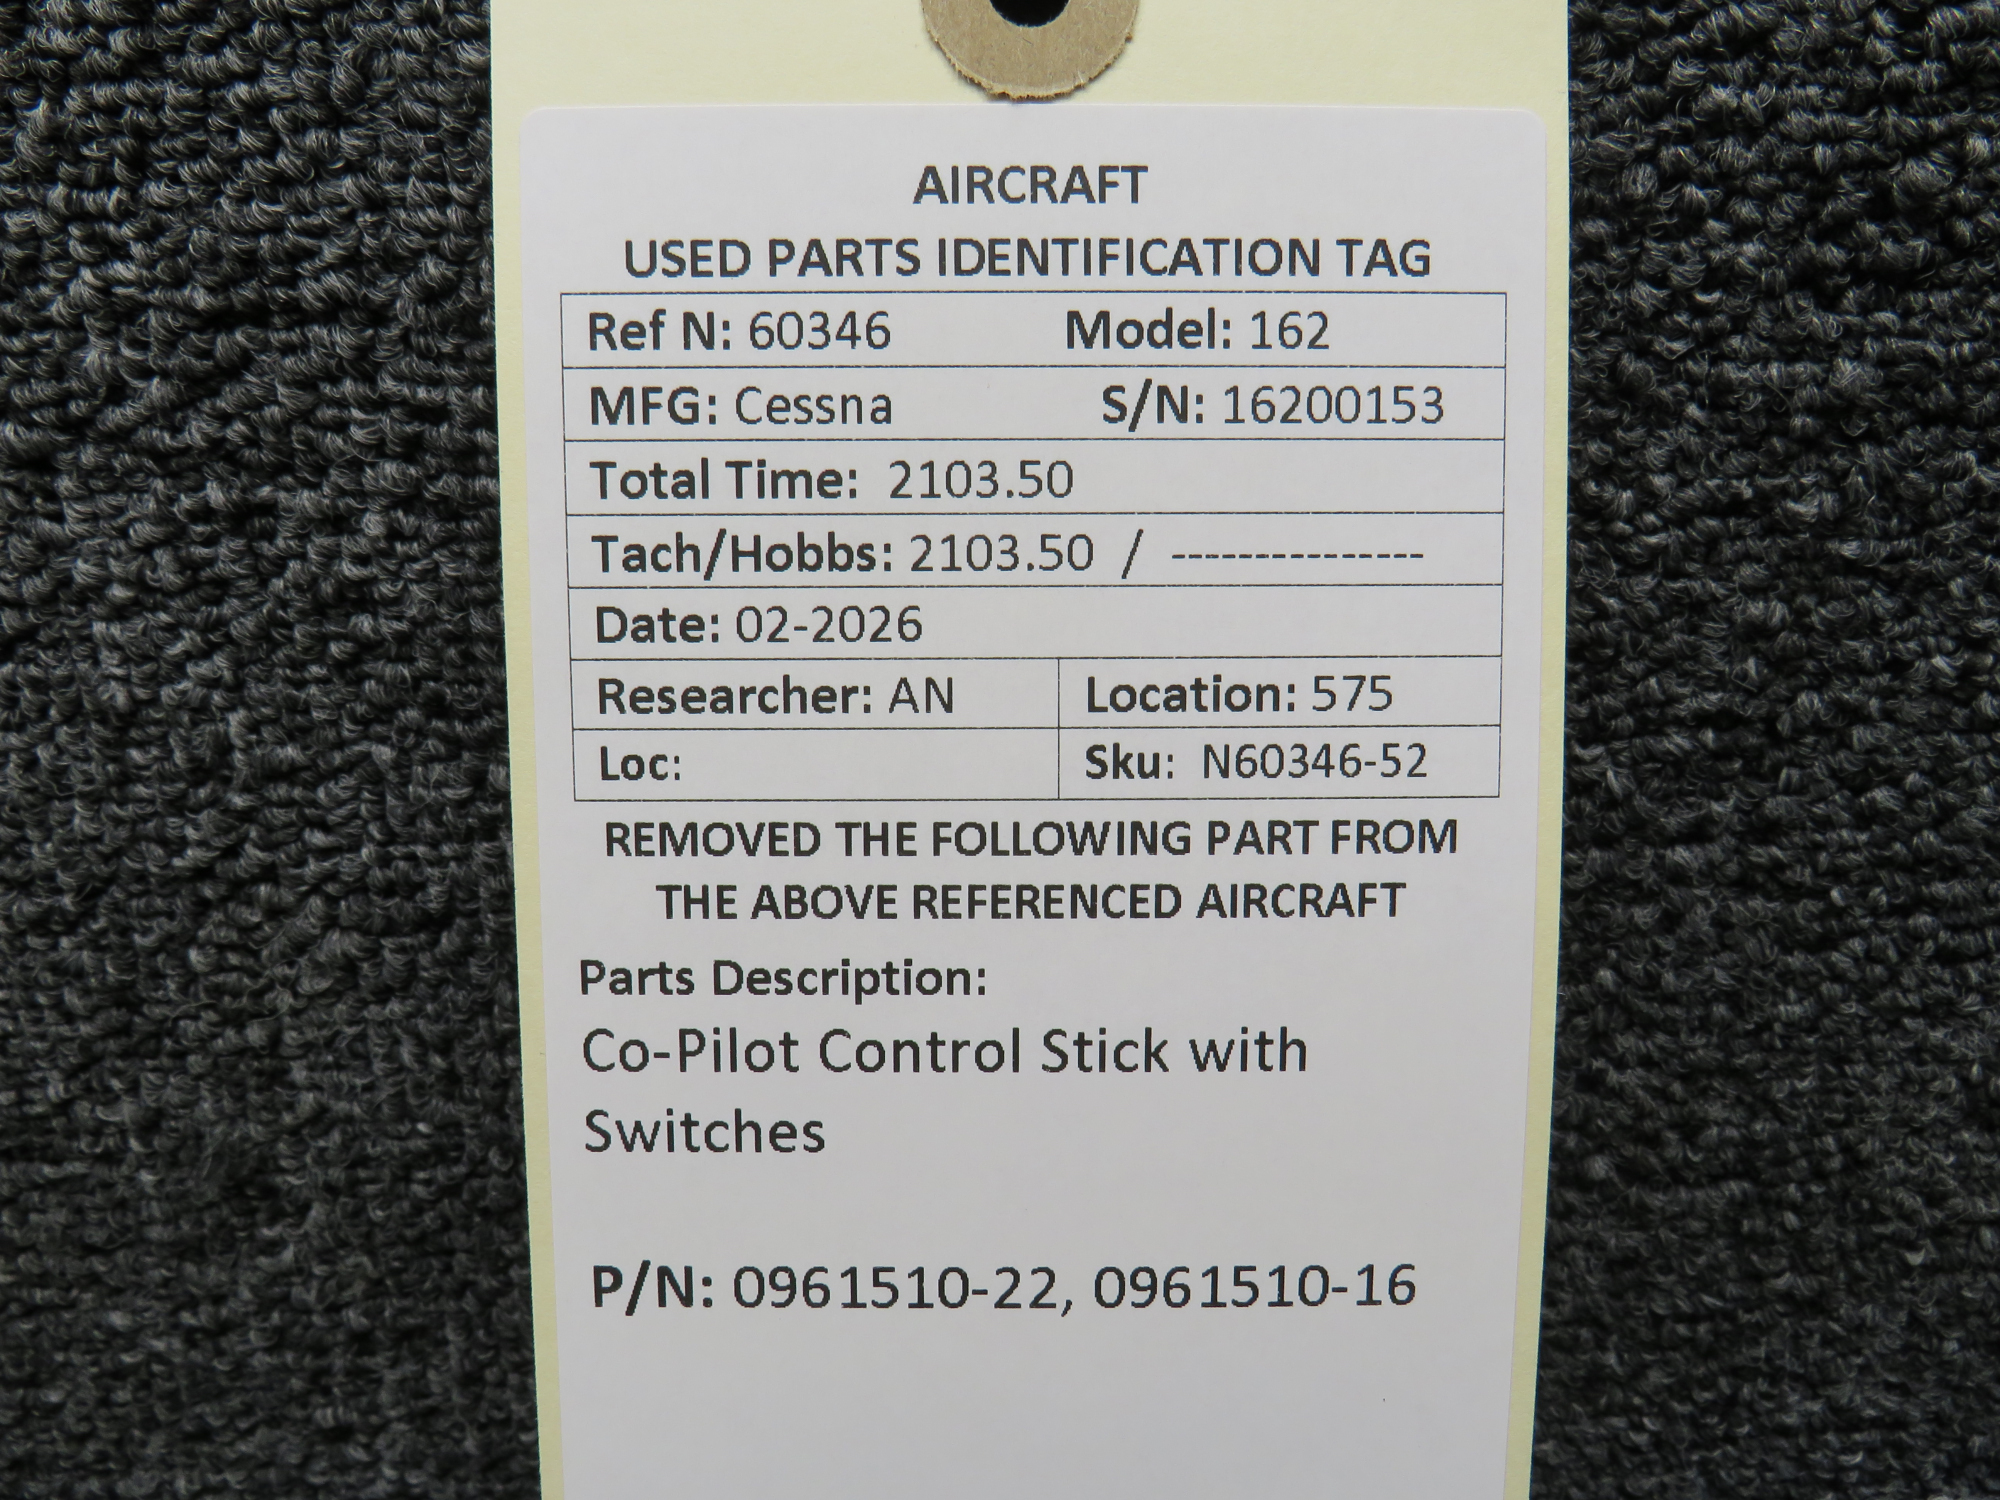 AIRCRAFT
USED PARTS IDENTIFICATION TAG
Ref N: 60346 Model: 162
MFG: Cessna S/N: 16200153
Total Time: 2103.50
Tach/Hobbs: 2103.50 / ---------------
Date: 02-2026
Researcher: AN Location: 575
Loc: Sku: N60346-52
REMOVED THE FOLLOWING PART FROM
THE ABOVE REFERENCED AIRCRAFT
Parts Description:
Co-Pilot Control Stick with
Switches
P/N: 0961510-22, 0961510-16